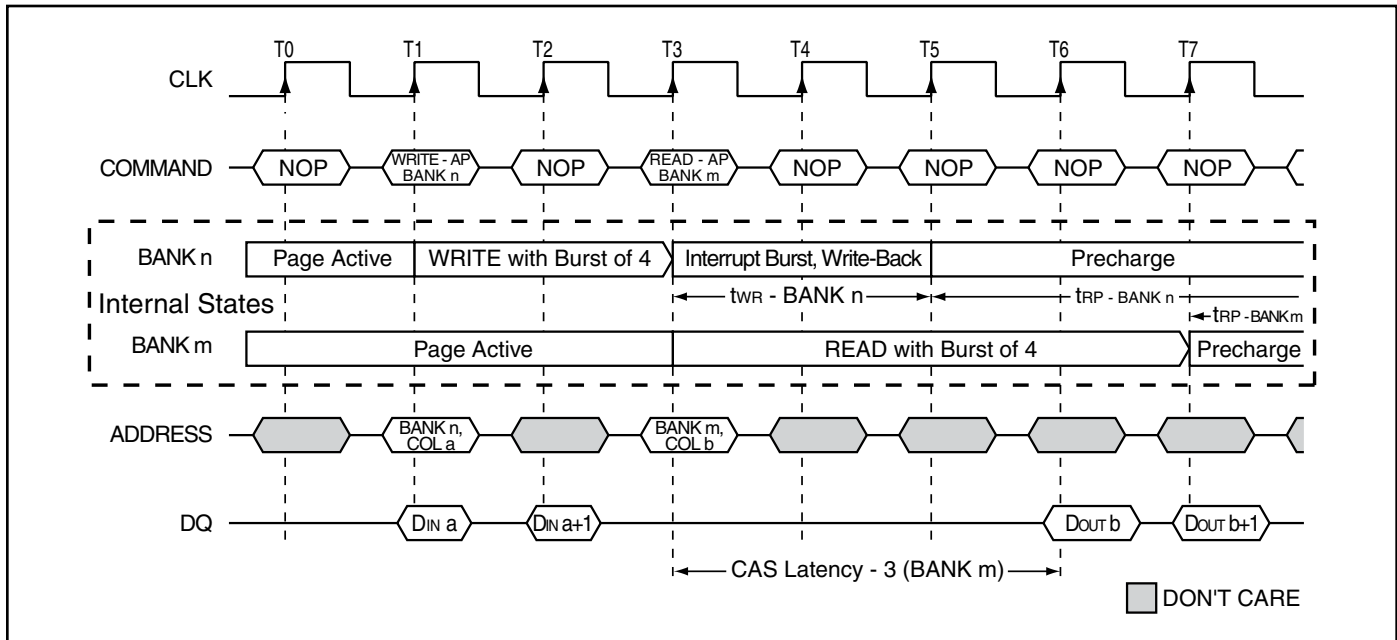 T0 T1 T2 T3 T4 T5 T6 T7
CLK
COMMAND NOP WRITE - AP BANK n NOP READ - AP BANK m NOP NOP NOP NOP
BANK n Page Active WRITE with Burst of 4 Interrupt Burst, Write-Back Precharge
Internal States tWR - BANK n tRP - BANK n
tRP - BANK m
BANK m Page Active READ with Burst of 4 Precharge
ADDRESS BANK n, COL a BANK m, COL b
DQ DIN a DIN a+1 DOUT b DOUT b+1
CAS Latency - 3 (BANK m)
DON'T CARE